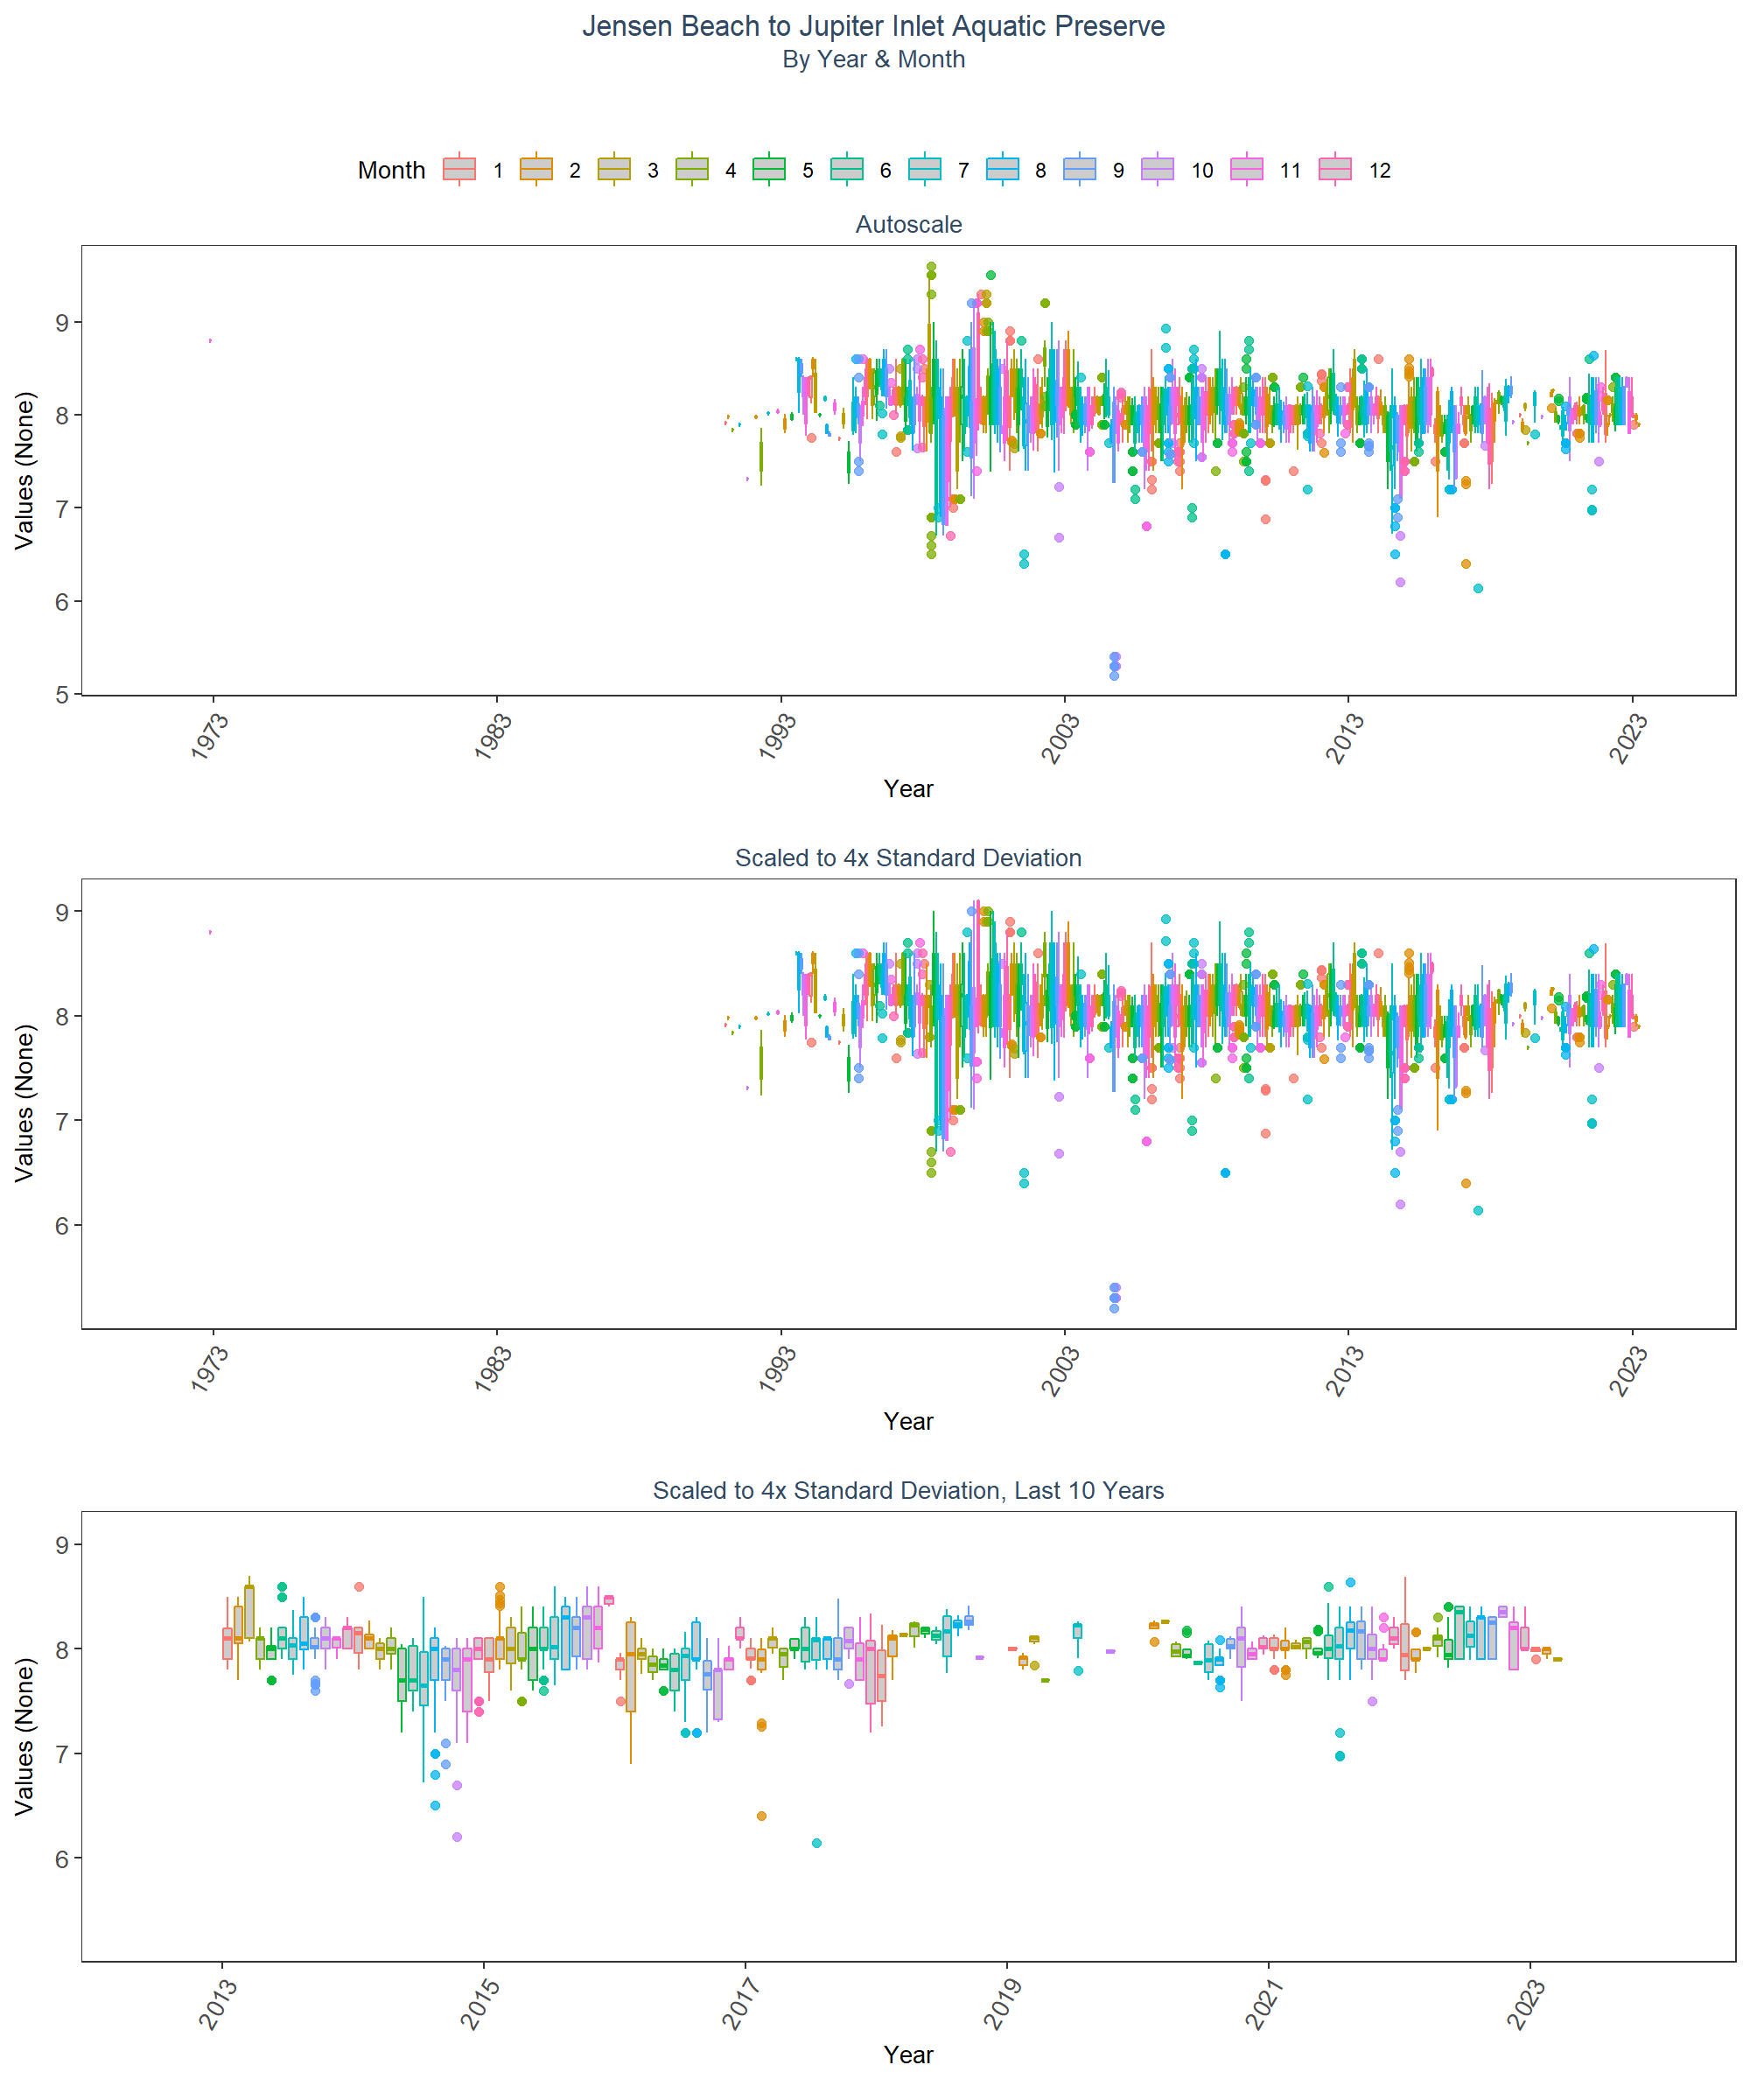 Jensen Beach to Jupiter Inlet Aquatic Preserve
By Year & Month
Month 1 2 3 4 5 6 7 8 9 10 11 12
Autoscale
Values (None)
9
8
7
6
5
1973 1983 1993 2003 2013 2023
Year
Scaled to 4x Standard Deviation
Values (None)
9
8
7
6
1973 1983 1993 2003 2013 2023
Year
Scaled to 4x Standard Deviation, Last 10 Years
Values (None)
9
8
7
6
2013 2015 2017 2019 2021 2023
Year